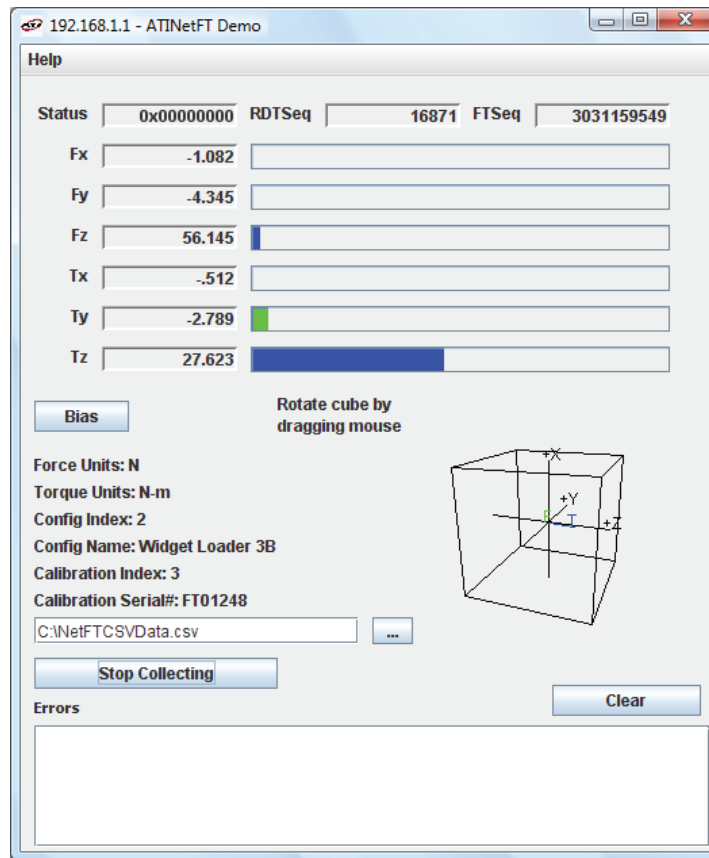 192.168.1.1 - ATINetFT Demo
Help
Status 0x00000000 RDTSeq 16871 FTSeq 3031159549
Fx -1.082
Fy -4.345
Fz 56.145
Tx -.512
Ty -2.789
Tz 27.623
Bias
Rotate cube by
dragging mouse
Force Units: N
Torque Units: N-m
Config Index: 2
Config Name: Widget Loader 3B
Calibration Index: 3
Calibration Serial#: FT01248
+X
+Y
F T +Z
C:\NetFTCSVData.csv ...
Stop Collecting
Clear
Errors